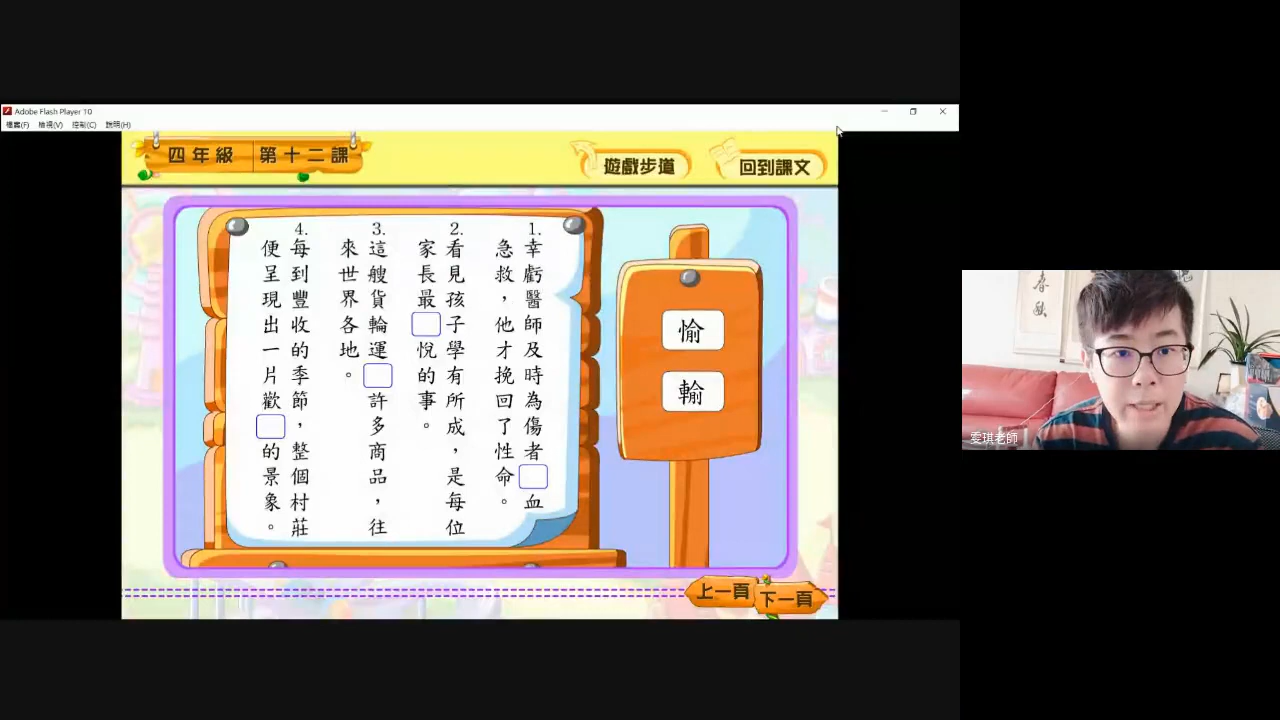 Adobe Flash Player 10
檔案(F) 檢視(V) 控制(C) 說明(H)
四年級 第十二課
遊戲步道
回到課文
1.幸虧醫師及時為傷者□血
急救，他才挽回了性命。
2.看見孩子學有所成，是每位
家長最□悅的事。
3.這艘貨輪運□許多商品，往
來世界各地。
4.每到豐收的季節，整個村莊
便呈現出一片歡□的景象。
愉
輸
上一頁
下一頁
雯琪老師
春